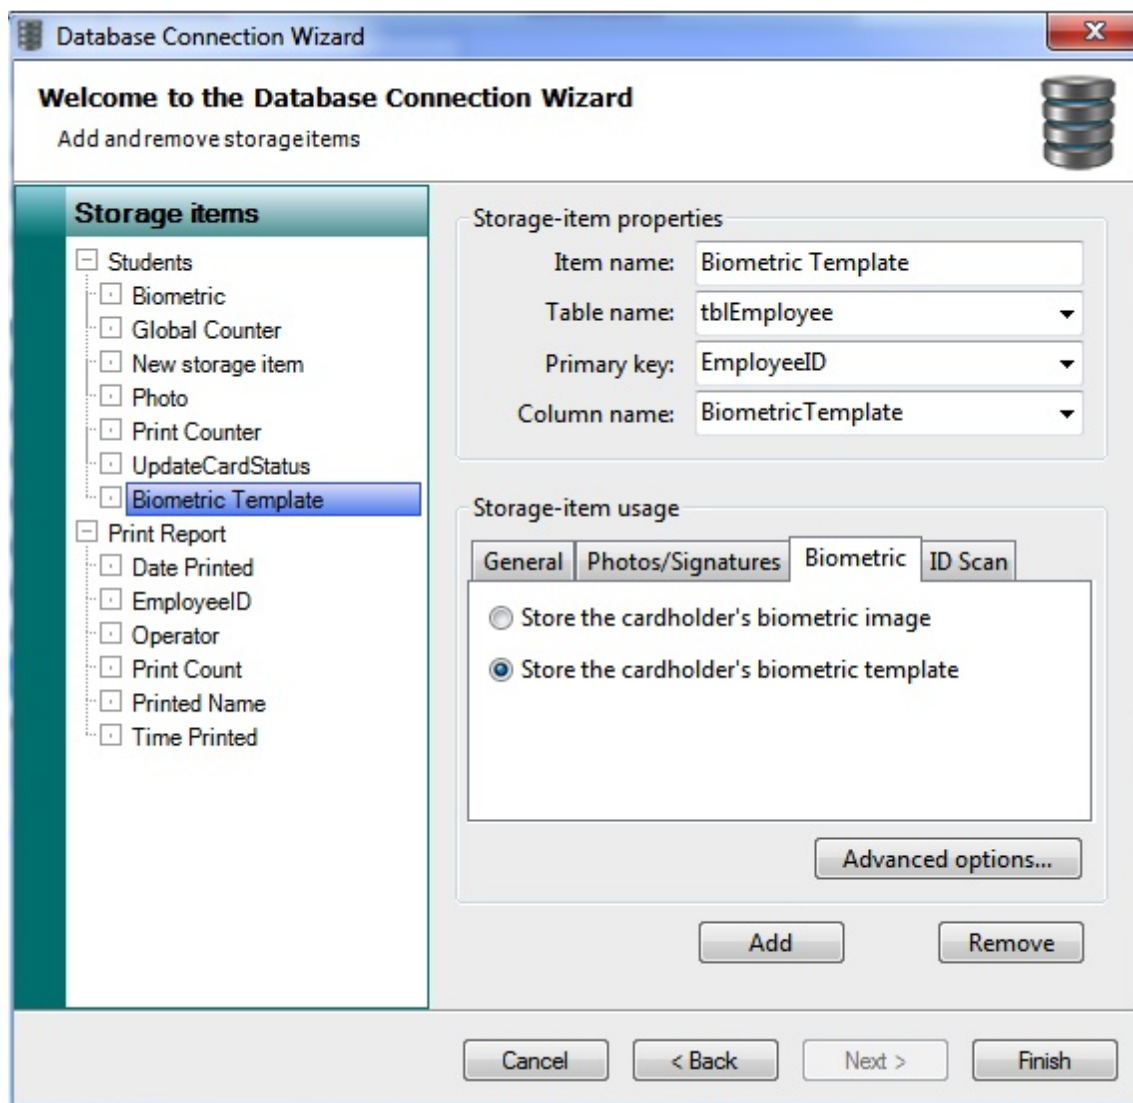 Database Connection Wizard
X
Welcome to the Database Connection Wizard
Add and remove storage items
Storage items
Students
Biometric
Global Counter
New storage item
Photo
Print Counter
UpdateCardStatus
Biometric Template
Print Report
Date Printed
EmployeeID
Operator
Print Count
Printed Name
Time Printed
Storage-item properties
Item name: Biometric Template
Table name: tblEmployee
Primary key: EmployeeID
Column name: BiometricTemplate
Storage-item usage
General Photos/Signatures Biometric ID Scan
Store the cardholder's biometric image
Store the cardholder's biometric template
Advanced options...
Add Remove
Cancel < Back Next > Finish